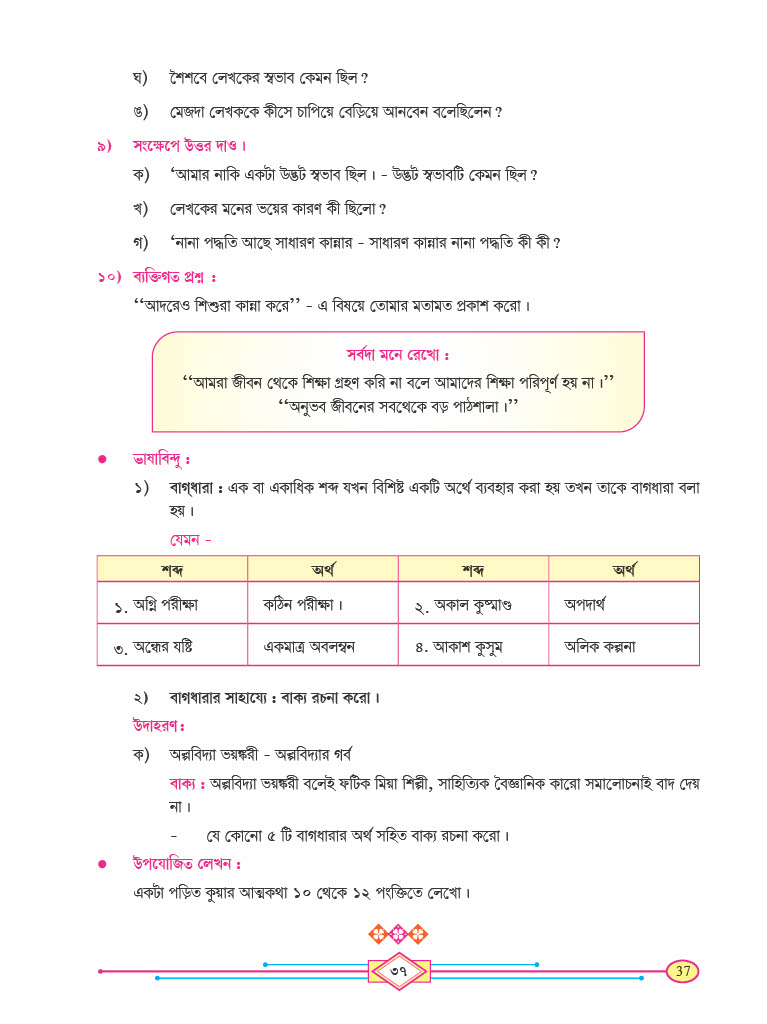 ঘ) শৈশবে লেখকের স্বভাব কেমন ছিল ?
ঙ) মেজদা লেখককে কীসে চাপিয়ে বেড়িয়ে আনবেন বলেছিলেন ?
৯) সংক্ষেপে উত্তর দাও ।
ক) ‘আমার নাকি একটা উদ্ভট স্বভাব ছিল । - উদ্ভট স্বভাবটি কেমন ছিল ?
খ) লেখকের মনের ভয়ের কারণ কী ছিলো ?
গ) ‘নানা পদ্ধতি আছে সাধারণ কান্নার - সাধারণ কান্নার নানা পদ্ধতি কী কী ?
১০) ব্যক্তিগত প্রশ্ন :
‘‘আদরেও শিশুরা কান্না করে’’ - এ বিষয়ে তোমার মতামত প্রকাশ করো ।
সর্বদা মনে রেখো :
‘‘আমরা জীবন থেকে শিক্ষা গ্রহণ করি না বলে আমাদের শিক্ষা পরিপূর্ণ হয় না ।’’
‘‘অনুভব জীবনের সবথেকে বড় পাঠশালা ।’’
● ভাষাবিন্দু :
১) বাগ্‌ধারা : এক বা একাধিক শব্দ যখন বিশিষ্ট একটি অর্থে ব্যবহার করা হয় তখন তাকে বাগধারা বলা
হয় ।
যেমন -
শব্দ অর্থ শব্দ অর্থ
১. অগ্নি পরীক্ষা কঠিন পরীক্ষা । ২. অকাল কুষ্মাণ্ড অপদার্থ
৩. অন্ধের যষ্টি একমাত্র অবলম্বন ৪. আকাশ কুসুম অলিক কল্পনা
২) বাগধারার সাহায্যে : বাক্য রচনা করো ।
উদাহরণ :
ক) অল্পবিদ্যা ভয়ঙ্করী - অল্পবিদ্যার গর্ব
বাক্য : অল্পবিদ্যা ভয়ঙ্করী বলেই ফটিক মিয়া শিল্পী, সাহিত্যিক বৈজ্ঞানিক কারো সমালোচনাই বাদ দেয়
না ।
- যে কোনো ৫ টি বাগধারার অর্থ সহিত বাক্য রচনা করো ।
● উপযোজিত লেখন :
একটা পড়িত কুয়ার আত্মকথা ১০ থেকে ১২ পংক্তিতে লেখো ।
৩৭
37